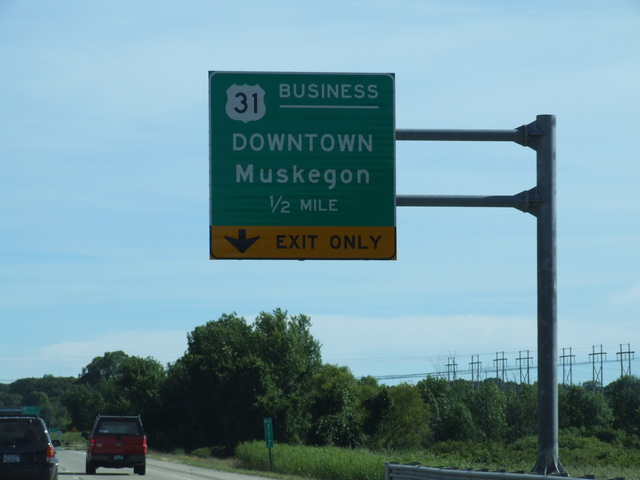 31 BUSINESS
DOWNTOWN
Muskegon
1/2 MILE
EXIT ONLY